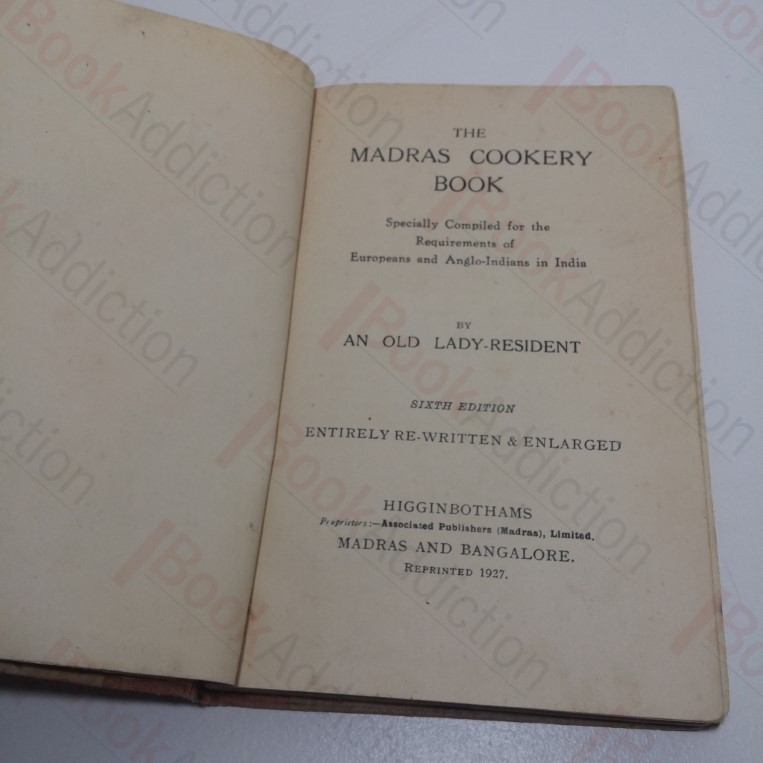 THE
MADRAS COOKERY
BOOK
Specially Compiled for the
Requirements of
Europeans and Anglo-Indians in India
BY
AN OLD LADY-RESIDENT
SIXTH EDITION
ENTIRELY RE-WRITTEN & ENLARGED
HIGGINBOTHAMS
Proprietors:—Associated Publishers (Madras), Limited.
MADRAS AND BANGALORE.
REPRINTED 1927.
BookAddiction